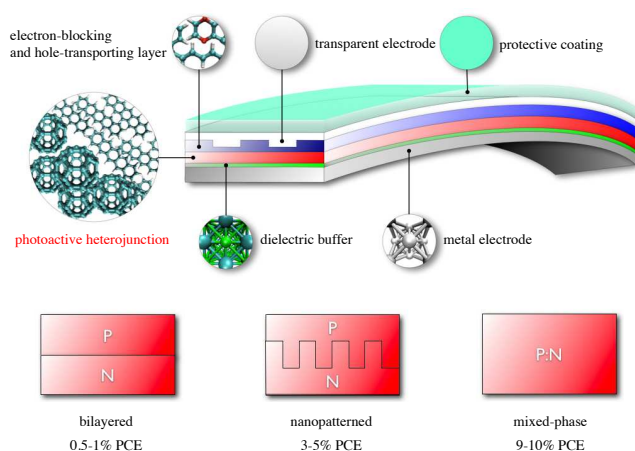 electron-blocking
and hole-transporting layer
transparent electrode
protective coating
photoactive heterojunction
dielectric buffer
metal electrode
P
N
P
N
P:N
bilayered
nanopatterned
mixed-phase
0.5-1% PCE
3-5% PCE
9-10% PCE